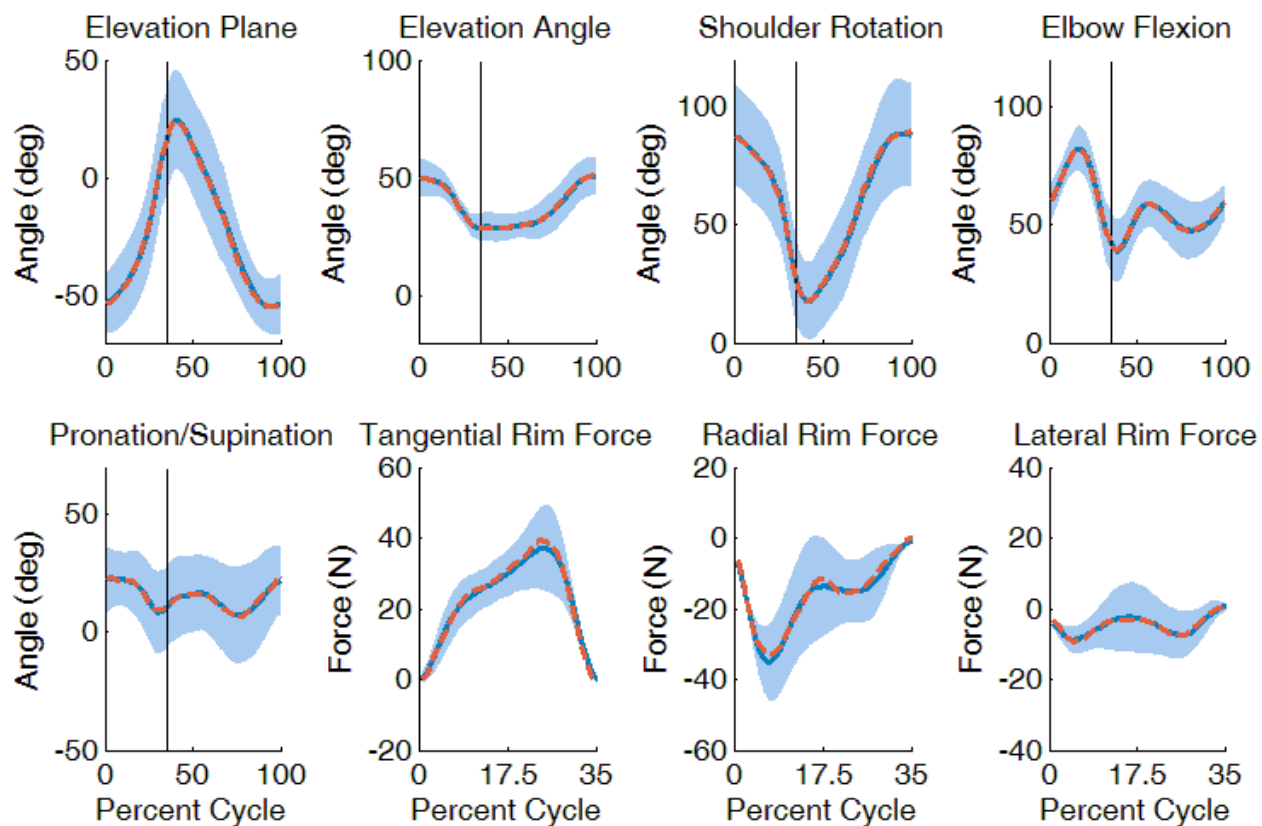 Elevation Plane
Elevation Angle
Shoulder Rotation
Elbow Flexion
Angle (deg)
50
0
-50
0
50
100
Angle (deg)
100
50
0
0
50
100
Angle (deg)
100
50
0
0
50
100
Angle (deg)
100
50
0
0
50
100
Pronation/Supination
Tangential Rim Force
Radial Rim Force
Lateral Rim Force
Angle (deg)
50
0
-50
0
50
100
Percent Cycle
Force (N)
60
40
20
0
-20
0
17.5
35
Percent Cycle
Force (N)
20
0
-20
-40
-60
0
17.5
35
Percent Cycle
Force (N)
40
20
0
-20
-40
0
17.5
35
Percent Cycle